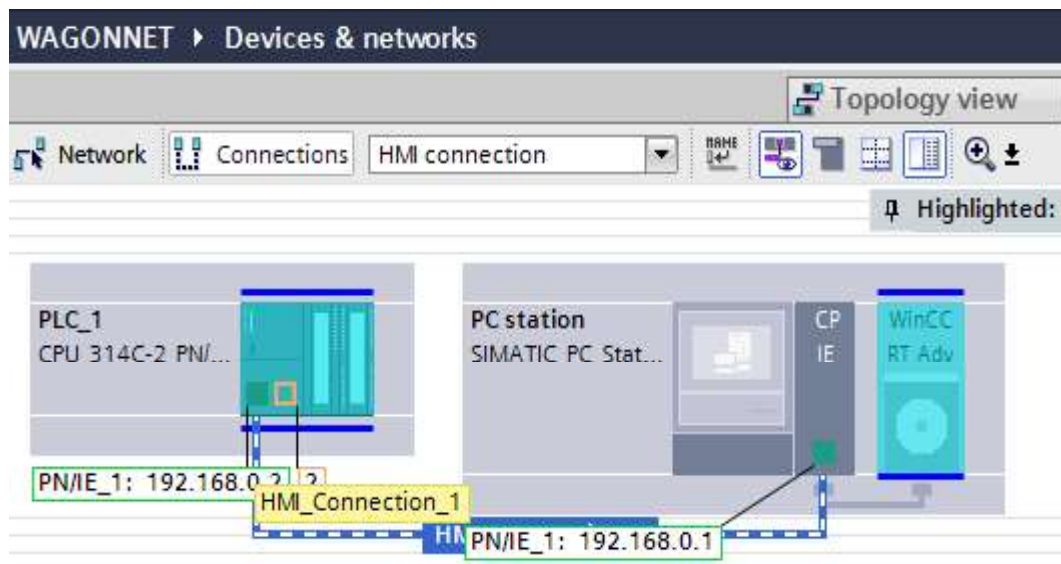 WAGONNET ▸ Devices & networks
Topology view
Network Connections HMI connection
NAME
Highlighted:
PLC_1
CPU 314C-2 PN/...
PC station
SIMATIC PC Stat...
CP
IE
WinCC
RT Adv
PN/IE_1: 192.168.0.2 2
HMI_Connection_1
PN/IE_1: 192.168.0.1